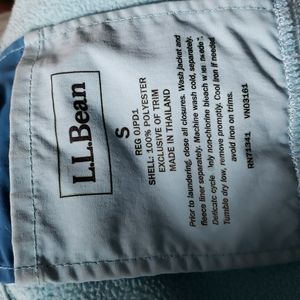 L.L.Bean
S
REG 0JPD1
SHELL: 100% POLYESTER
EXCLUSIVE OF TRIM
MADE IN THAILAND
Prior to laundering, close all closures. Wash jacket and
fleece liner separately. Machine wash cold, separately.
Delicate cycle only non-chlorine bleach when needed.
Tumble dry low, remove promptly. Cool iron if needed
avoid iron on trims.
RN71341 VN03161